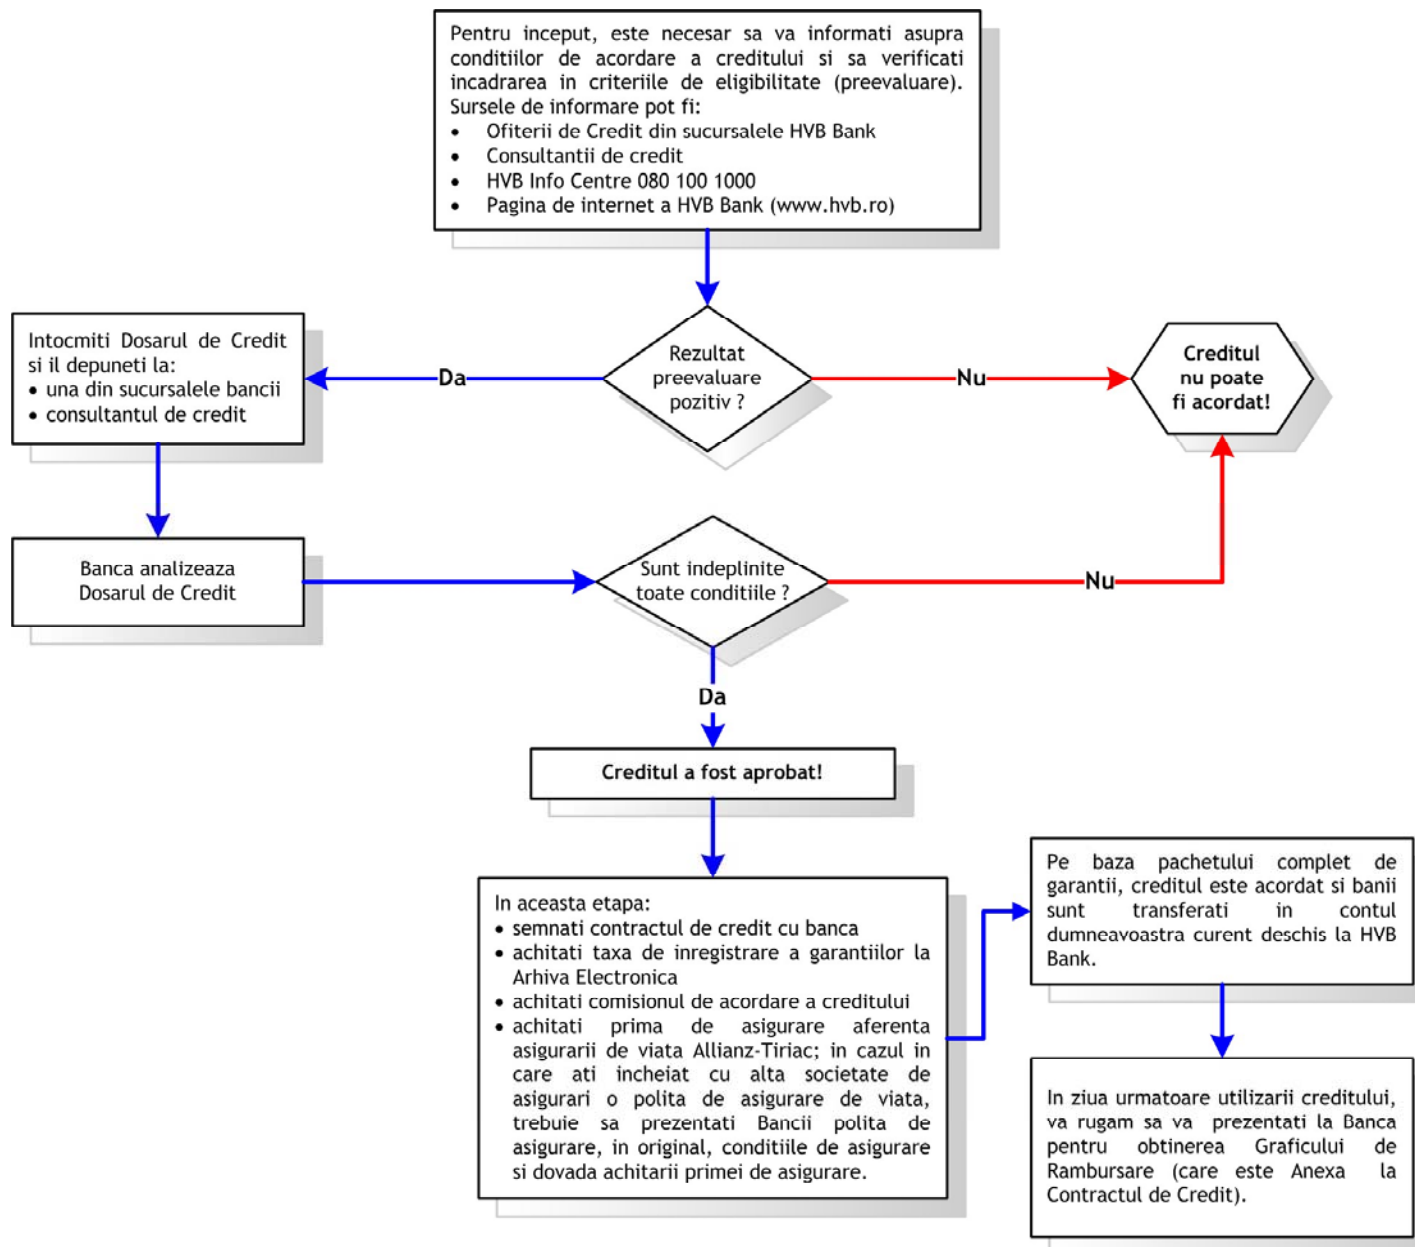 Pentru inceput, este necesar sa va informati asupra
conditiilor de acordare a creditului si sa verificati
incadrarea in criteriile de eligibilitate (preevaluare).
Sursele de informare pot fi:
• Ofiterii de Credit din sucursalele HVB Bank
• Consultantii de credit
• HVB Info Centre 080 100 1000
• Pagina de internet a HVB Bank (www.hvb.ro)
Rezultat
preevaluare
pozitiv ?
Da
Nu
Creditul
nu poate
fi acordat!
Intocmiti Dosarul de Credit
si il depuneti la:
• una din sucursalele bancii
• consultantul de credit
Banca analizeaza
Dosarul de Credit
Sunt indeplinite
toate conditiile ?
Nu
Da
Creditul a fost aprobat!
In aceasta etapa:
• semnati contractul de credit cu banca
• achitati taxa de inregistrare a garantiilor la
Arhiva Electronica
• achitati comisionul de acordare a creditului
• achitati prima de asigurare aferenta
asigurarii de viata Allianz-Tiriac; in cazul in
care ati incheiat cu alta societate de
asigurari o polita de asigurare de viata,
trebuie sa prezentati Bancii polita de
asigurare, in original, conditiile de asigurare
si dovada achitarii primei de asigurare.
Pe baza pachetului complet de
garantii, creditul este acordat si banii
sunt transferati in contul
dumneavoastra curent deschis la HVB
Bank.
In ziua urmatoare utilizarii creditului,
va rugam sa va prezentati la Banca
pentru obtinerea Graficului de
Rambursare (care este Anexa la
Contractul de Credit).